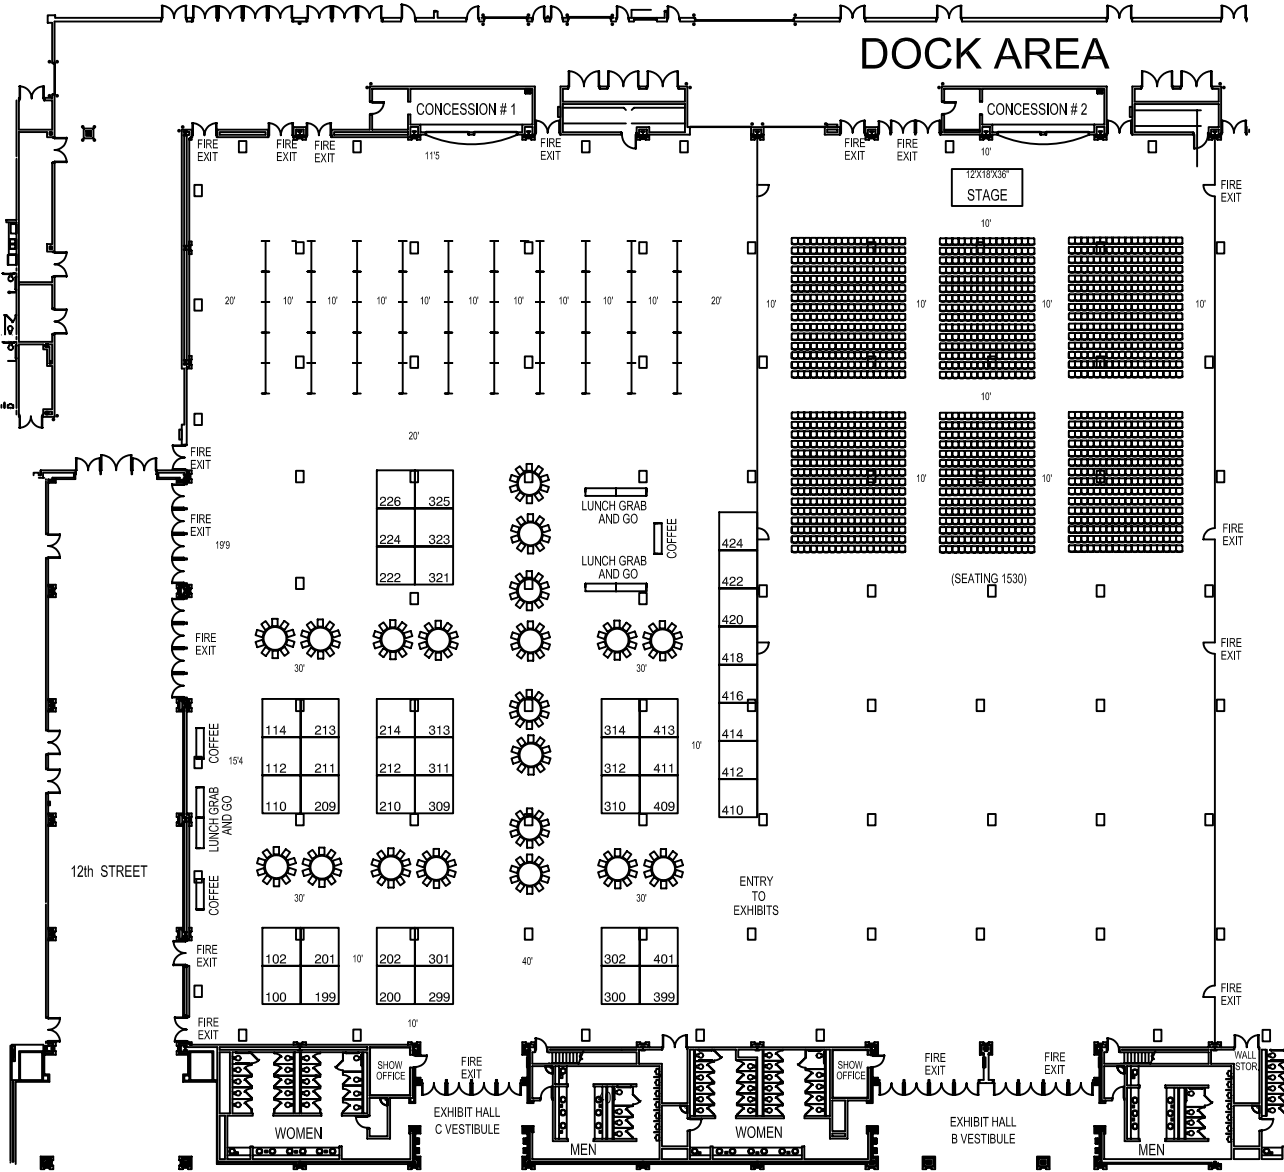 DOCK AREA
CONCESSION # 1
CONCESSION # 2
FIRE
EXIT
FIRE
EXIT
FIRE
EXIT
11'5
FIRE
EXIT
FIRE
EXIT
FIRE
EXIT
10'
12'X18'X36"
STAGE
FIRE
EXIT
10'
20'
10'
10'
10'
10'
10'
10'
10'
10'
10'
20'
10'
10'
10'
10'
10'
20'
FIRE
EXIT
226
325
224
323
222
321
LUNCH GRAB
AND GO
COFFEE
LUNCH GRAB
AND GO
10'
10'
FIRE
EXIT
19'9
424
422
420
418
416
414
412
410
FIRE
EXIT
(SEATING 1530)
FIRE
EXIT
30'
30'
FIRE
EXIT
COFFEE
15'4
LUNCH GRAB
AND GO
COFFEE
114
213
112
211
110
209
214
313
212
311
210
309
314
413
312
411
310
409
10'
12th STREET
30'
30'
ENTRY
TO
EXHIBITS
FIRE
EXIT
102
201
100
199
10'
202
301
200
299
40'
302
401
300
399
FIRE
EXIT
FIRE
EXIT
10'
SHOW
OFFICE
FIRE
EXIT
SHOW
OFFICE
FIRE
EXIT
FIRE
EXIT
WALL
STOR.
WOMEN
EXHIBIT HALL
C VESTIBULE
MEN
WOMEN
EXHIBIT HALL
B VESTIBULE
MEN